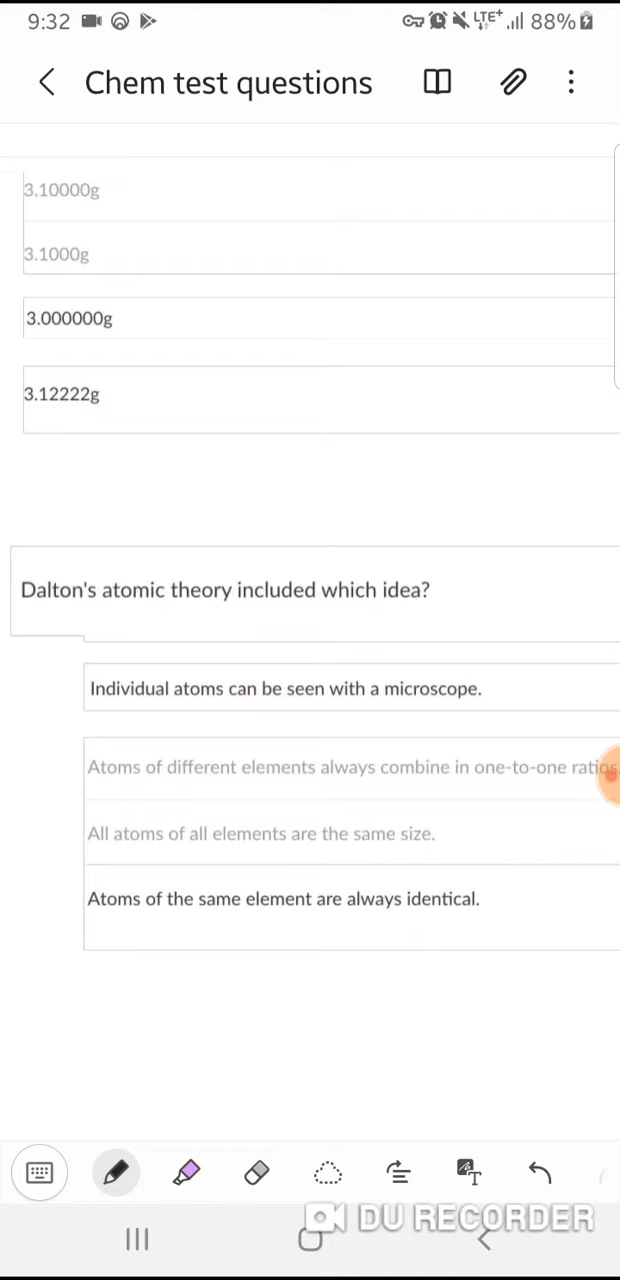 9:32 LTE+ 88%
Chem test questions
3.10000g
3.1000g
3.000000g
3.12222g
Dalton's atomic theory included which idea?
Individual atoms can be seen with a microscope.
Atoms of different elements always combine in one-to-one ratios.
All atoms of all elements are the same size.
Atoms of the same element are always identical.
T
DU RECORDER